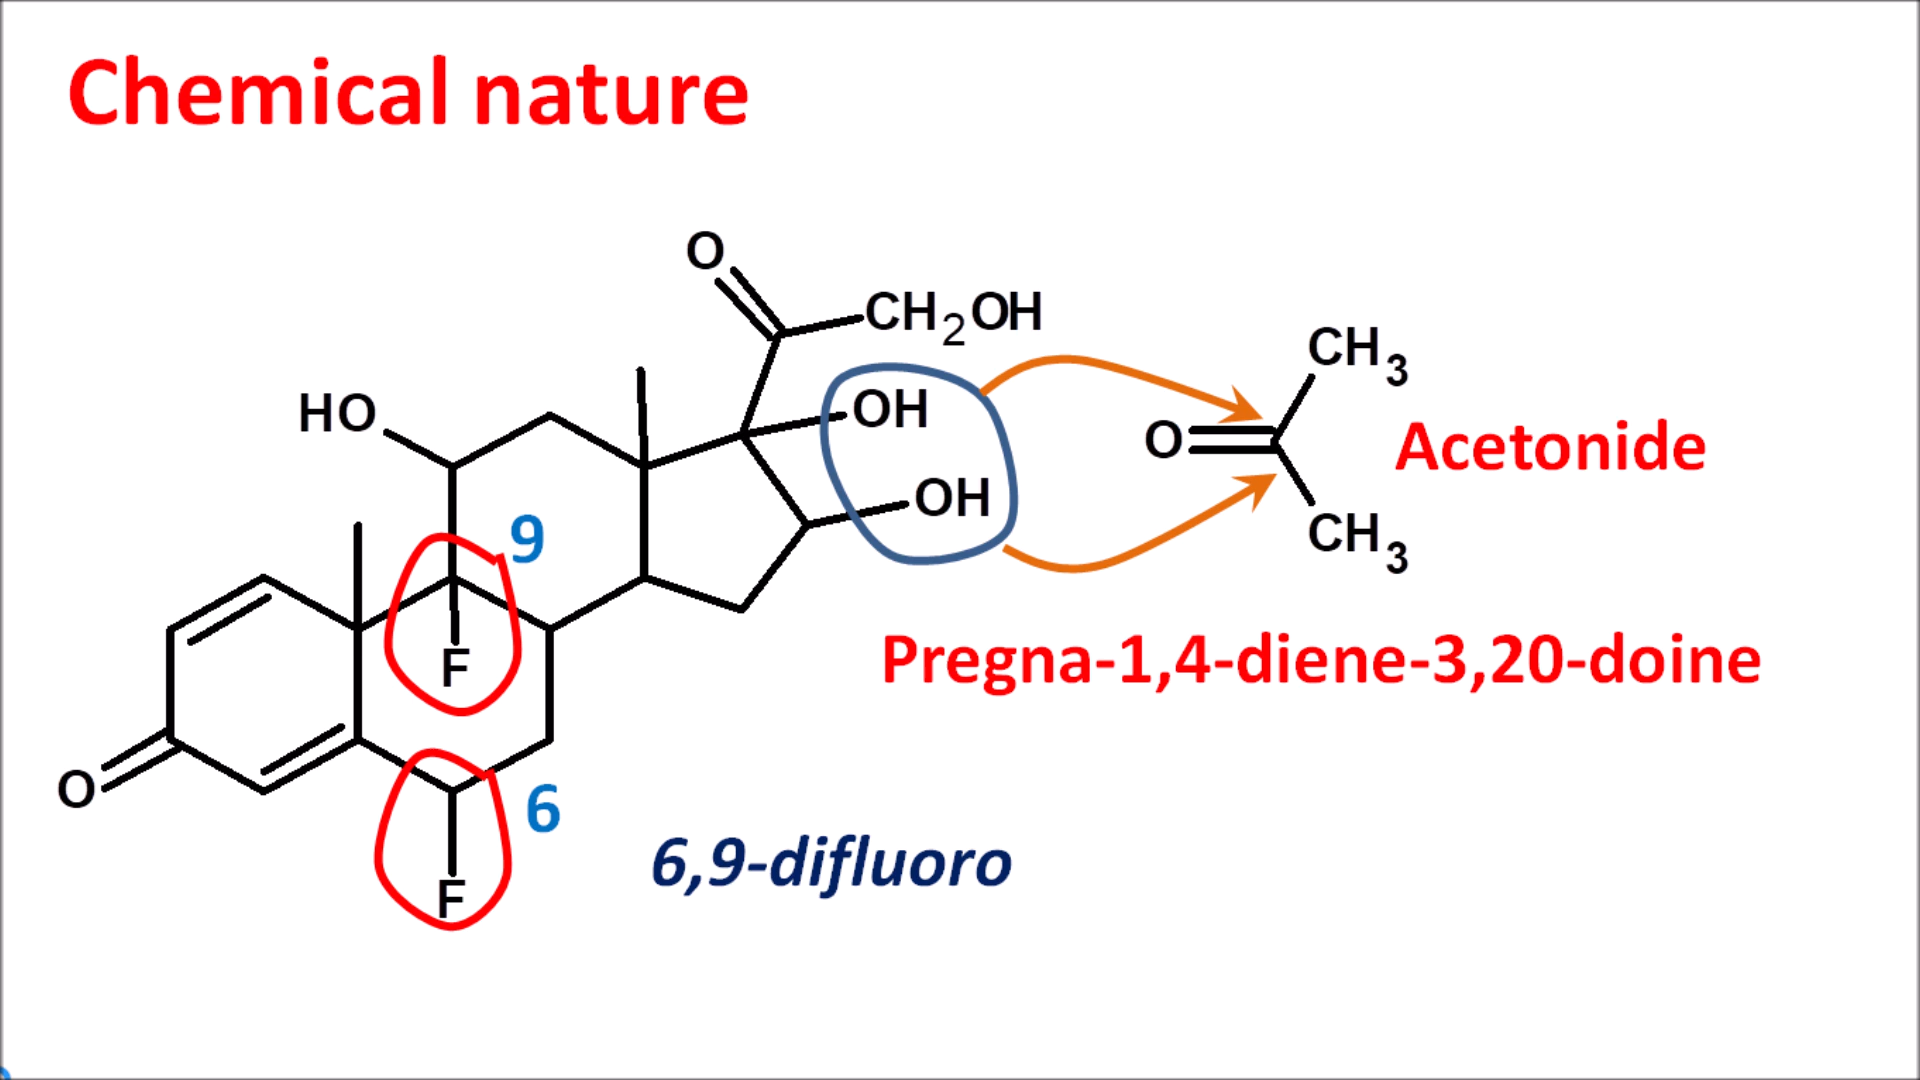 Chemical nature
O
CH2OH
CH3
HO
OH
O
Acetonide
OH
9
CH3
F
Pregna-1,4-diene-3,20-doine
O
6
6,9-difluoro
F